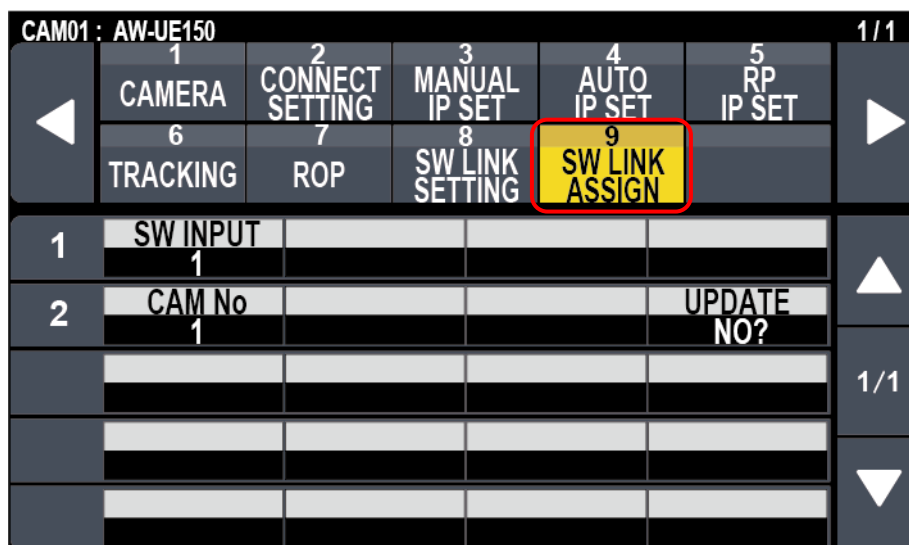 CAM01 : AW-UE150 1/1
1 2 3 4 5
CAMERA CONNECT SETTING MANUAL IP SET AUTO IP SET RP IP SET
6 7 8 9
TRACKING ROP SW LINK SETTING SW LINK ASSIGN
1 SW INPUT
1
2 CAM No UPDATE
1 NO?
1/1